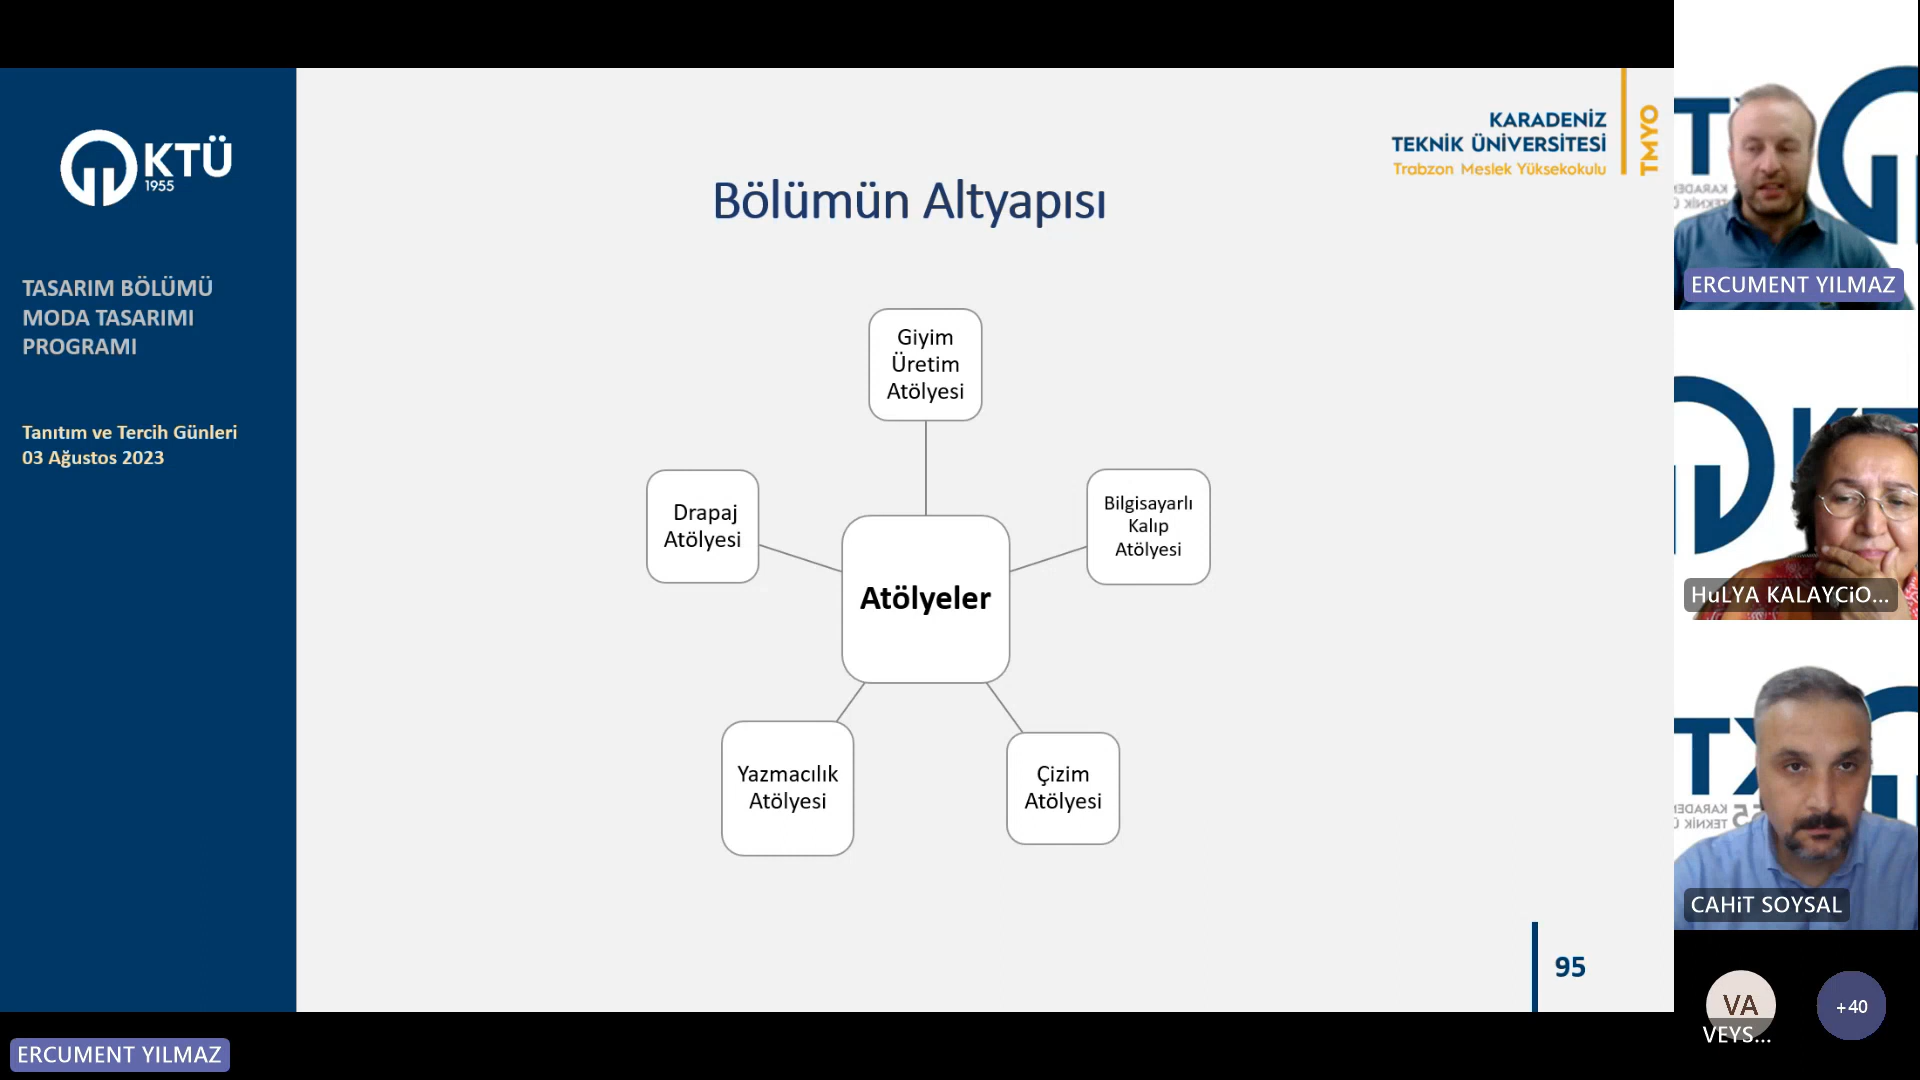 KTÜ
1955
TASARIM BÖLÜMÜ
MODA TASARIMI
PROGRAMI
Tanıtım ve Tercih Günleri
03 Ağustos 2023
KARADENİZ
TEKNİK ÜNİVERSİTESİ
Trabzon Meslek Yüksekokulu
TMYO
Bölümün Altyapısı
Giyim
Üretim
Atölyesi
Drapaj
Atölyesi
Bilgisayarlı
Kalıp
Atölyesi
Atölyeler
Yazmacılık
Atölyesi
Çizim
Atölyesi
95
ERCUMENT YILMAZ
HuLYA KALAYCiO...
CAHiT SOYSAL
VA
VEYS...
+40
ERCUMENT YILMAZ